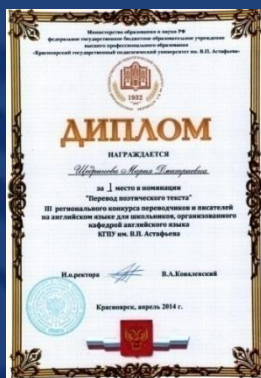 Министерство образования и науки РФ
федеральное государственное бюджетное образовательное учреждение
высшего профессионального образования
«Красноярский государственный педагогический университет им. В.П. Астафьева»
1932
ДИПЛОМ
НАГРАЖДАЕТСЯ
Мария Дмитриевна
за 1 место в номинации
"Перевод поэтического текста"
III регионального конкурса переводчиков и писателей
на английском языке для школьников, организованного
кафедрой английского языка
КГПУ им. В.П. Астафьева
И.о.ректора В.А.Ковалевский
Красноярск, апрель 2014 г.